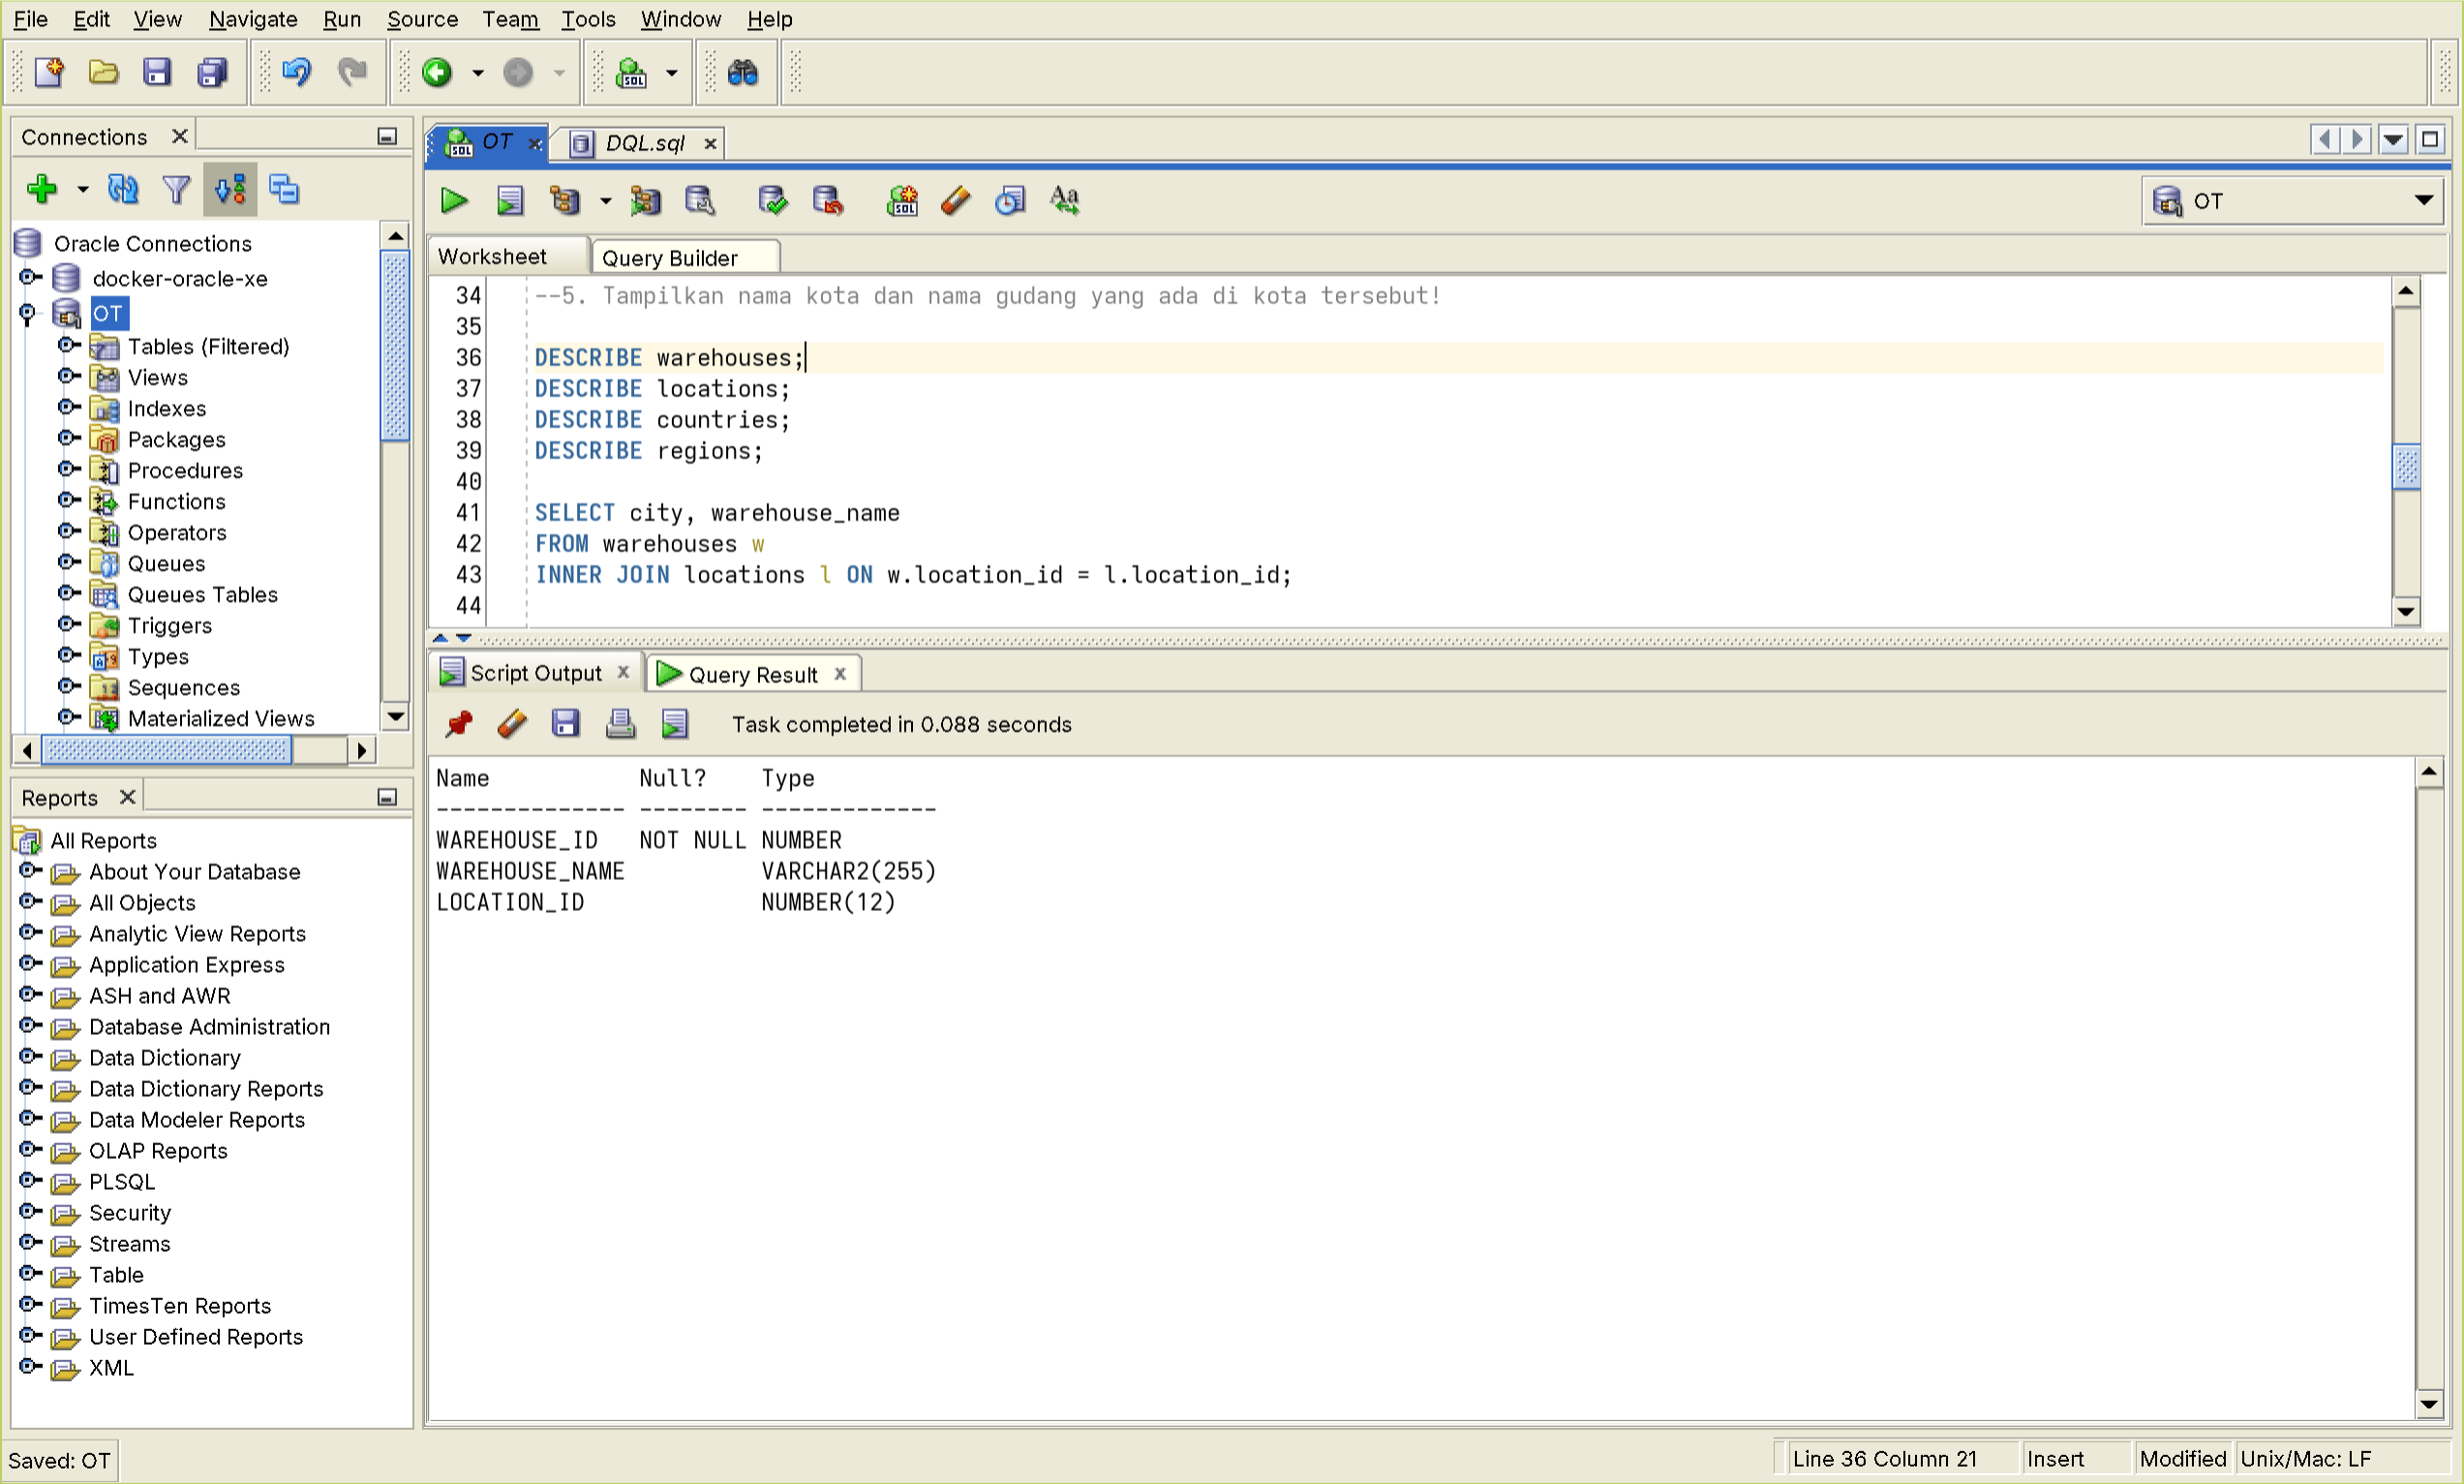 File Edit View Navigate Run Source Team Tools Window Help
Connections
Oracle Connections
docker-oracle-xe
OT
Tables (Filtered)
Views
Indexes
Packages
Procedures
Functions
Operators
Queues
Queues Tables
Triggers
Types
Sequences
Materialized Views
Reports
All Reports
About Your Database
All Objects
Analytic View Reports
Application Express
ASH and AWR
Database Administration
Data Dictionary
Data Dictionary Reports
Data Modeler Reports
OLAP Reports
PLSQL
Security
Streams
Table
TimesTen Reports
User Defined Reports
XML
OT DQL.sql
OT
Worksheet Query Builder
34 --5. Tampilkan nama kota dan nama gudang yang ada di kota tersebut!
35
36 DESCRIBE warehouses;
37 DESCRIBE locations;
38 DESCRIBE countries;
39 DESCRIBE regions;
40
41 SELECT city, warehouse_name
42 FROM warehouses w
43 INNER JOIN locations l ON w.location_id = l.location_id;
44
Script Output Query Result
Task completed in 0.088 seconds
Name Null? Type
-------------- -------- -------------
WAREHOUSE_ID NOT NULL NUMBER
WAREHOUSE_NAME VARCHAR2(255)
LOCATION_ID NUMBER(12)
Saved: OT
Line 36 Column 21 Insert Modified Unix/Mac: LF